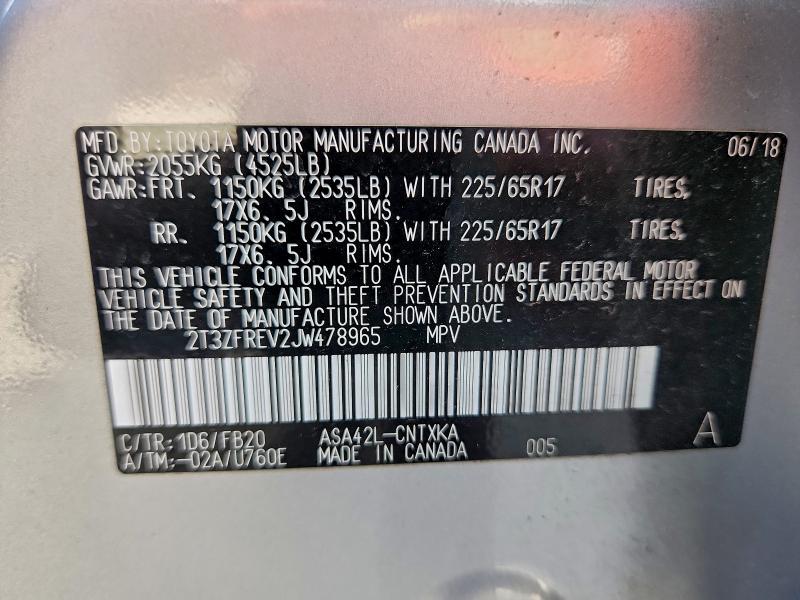 MFD.BY:TOYOTA MOTOR MANUFACTURING CANADA INC. 06/18
GVWR:2055KG (4525LB)
GAWR:FRT. 1150KG (2535LB) WITH 225/65R17 TIRES,
17X6. 5J RIMS.
RR. 1150KG (2535LB) WITH 225/65R17 TIRES,
17X6. 5J RIMS.
THIS VEHICLE CONFORMS TO ALL APPLICABLE FEDERAL MOTOR
VEHICLE SAFETY AND THEFT PREVENTION STANDARDS IN EFFECT ON
THE DATE OF MANUFACTURE SHOWN ABOVE.
2T3ZFREV2JW478965 MPV
C/TR:1D6/FB20 ASA42L-CNTXKA
A/TM:-02A/U760E MADE IN CANADA 005 A